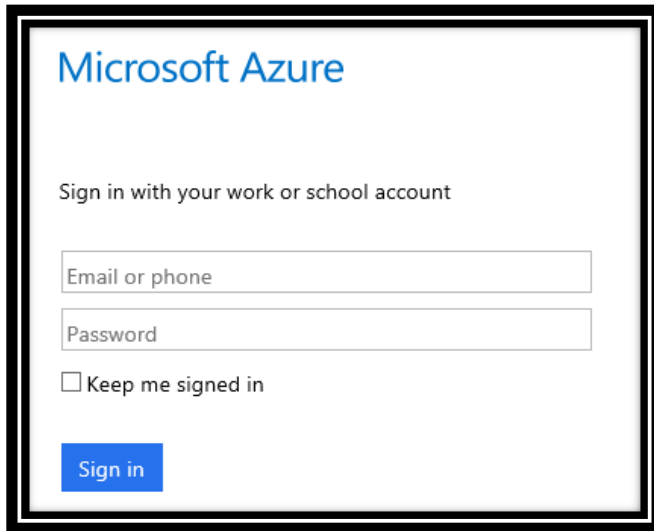 Microsoft Azure
Sign in with your work or school account
Email or phone
Password
Keep me signed in
Sign in